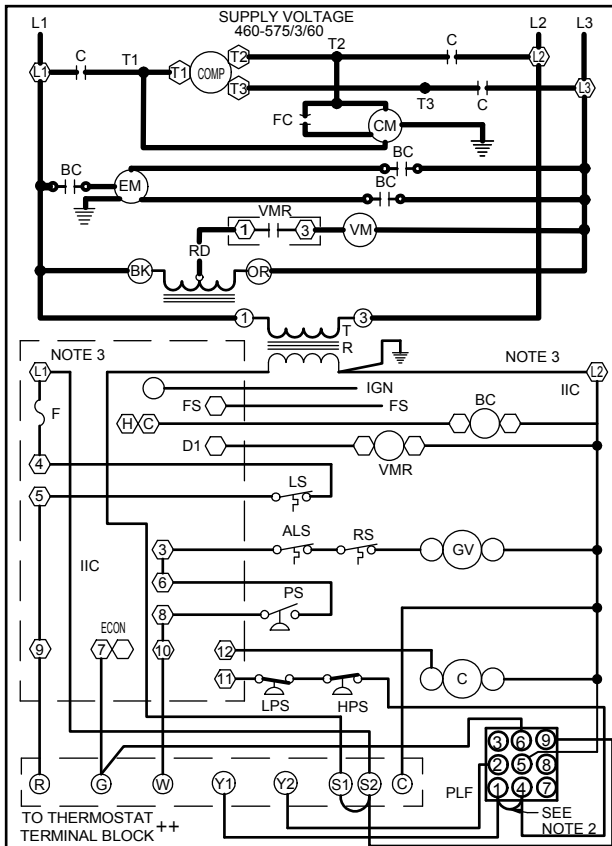 SUPPLY VOLTAGE
460-575/3/60
L1 L2 L3
C T1 T2 C
L1 T1 COMP T2 L2
T3 T3 C L3
FC CM
BC EM BC
BC
VMR
1 3 VM
RD
BK OR
1 T 3
R
NOTE 3 NOTE 3
L1 L2
IGN IIC
F FS FS BC
H C
D1 VMR
4 LS
5
ALS RS
IIC 3 GV
6 PS
8
ECON
9 7 10 12 C
11
LPS HPS
3 6 9
2 5 8
1 4 7
PLF
R G W Y1 Y2 S1 S2 C
TO THERMOSTAT
TERMINAL BLOCK ++
SEE
NOTE 2